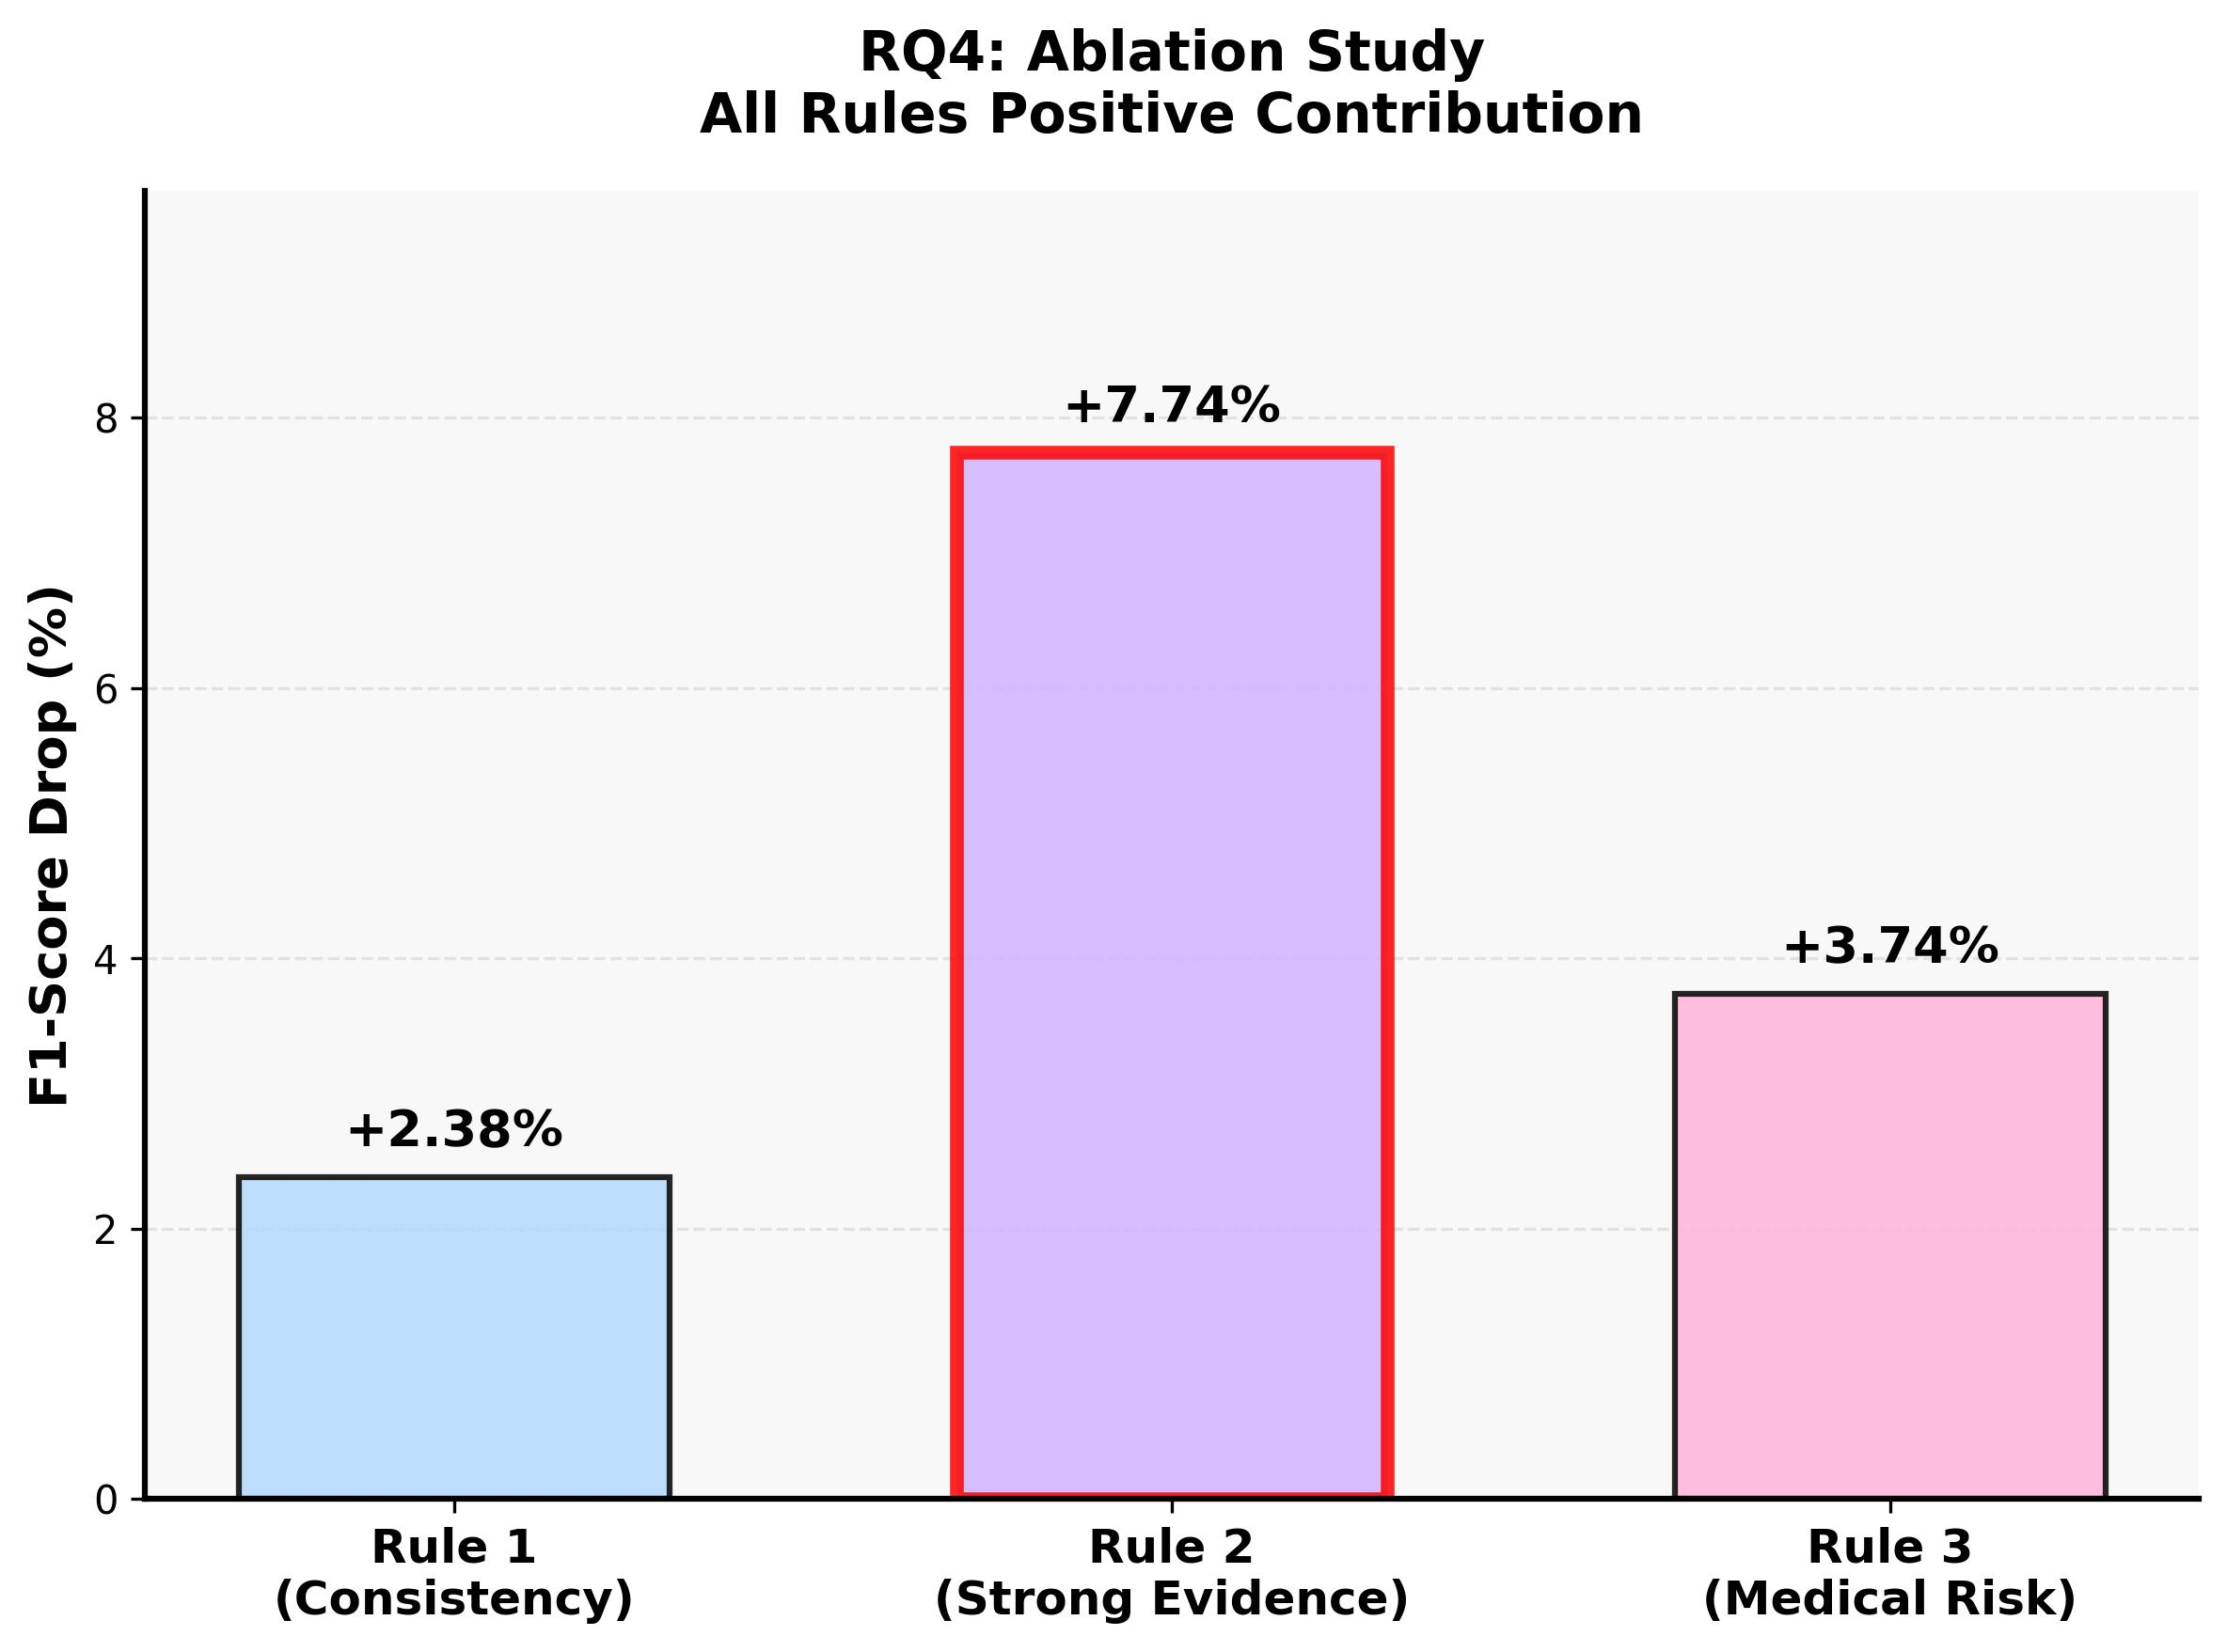 RQ4: Ablation Study
All Rules Positive Contribution
F1-Score Drop (%)
8
6
4
2
0
+2.38%
+7.74%
+3.74%
Rule 1
(Consistency)
Rule 2
(Strong Evidence)
Rule 3
(Medical Risk)